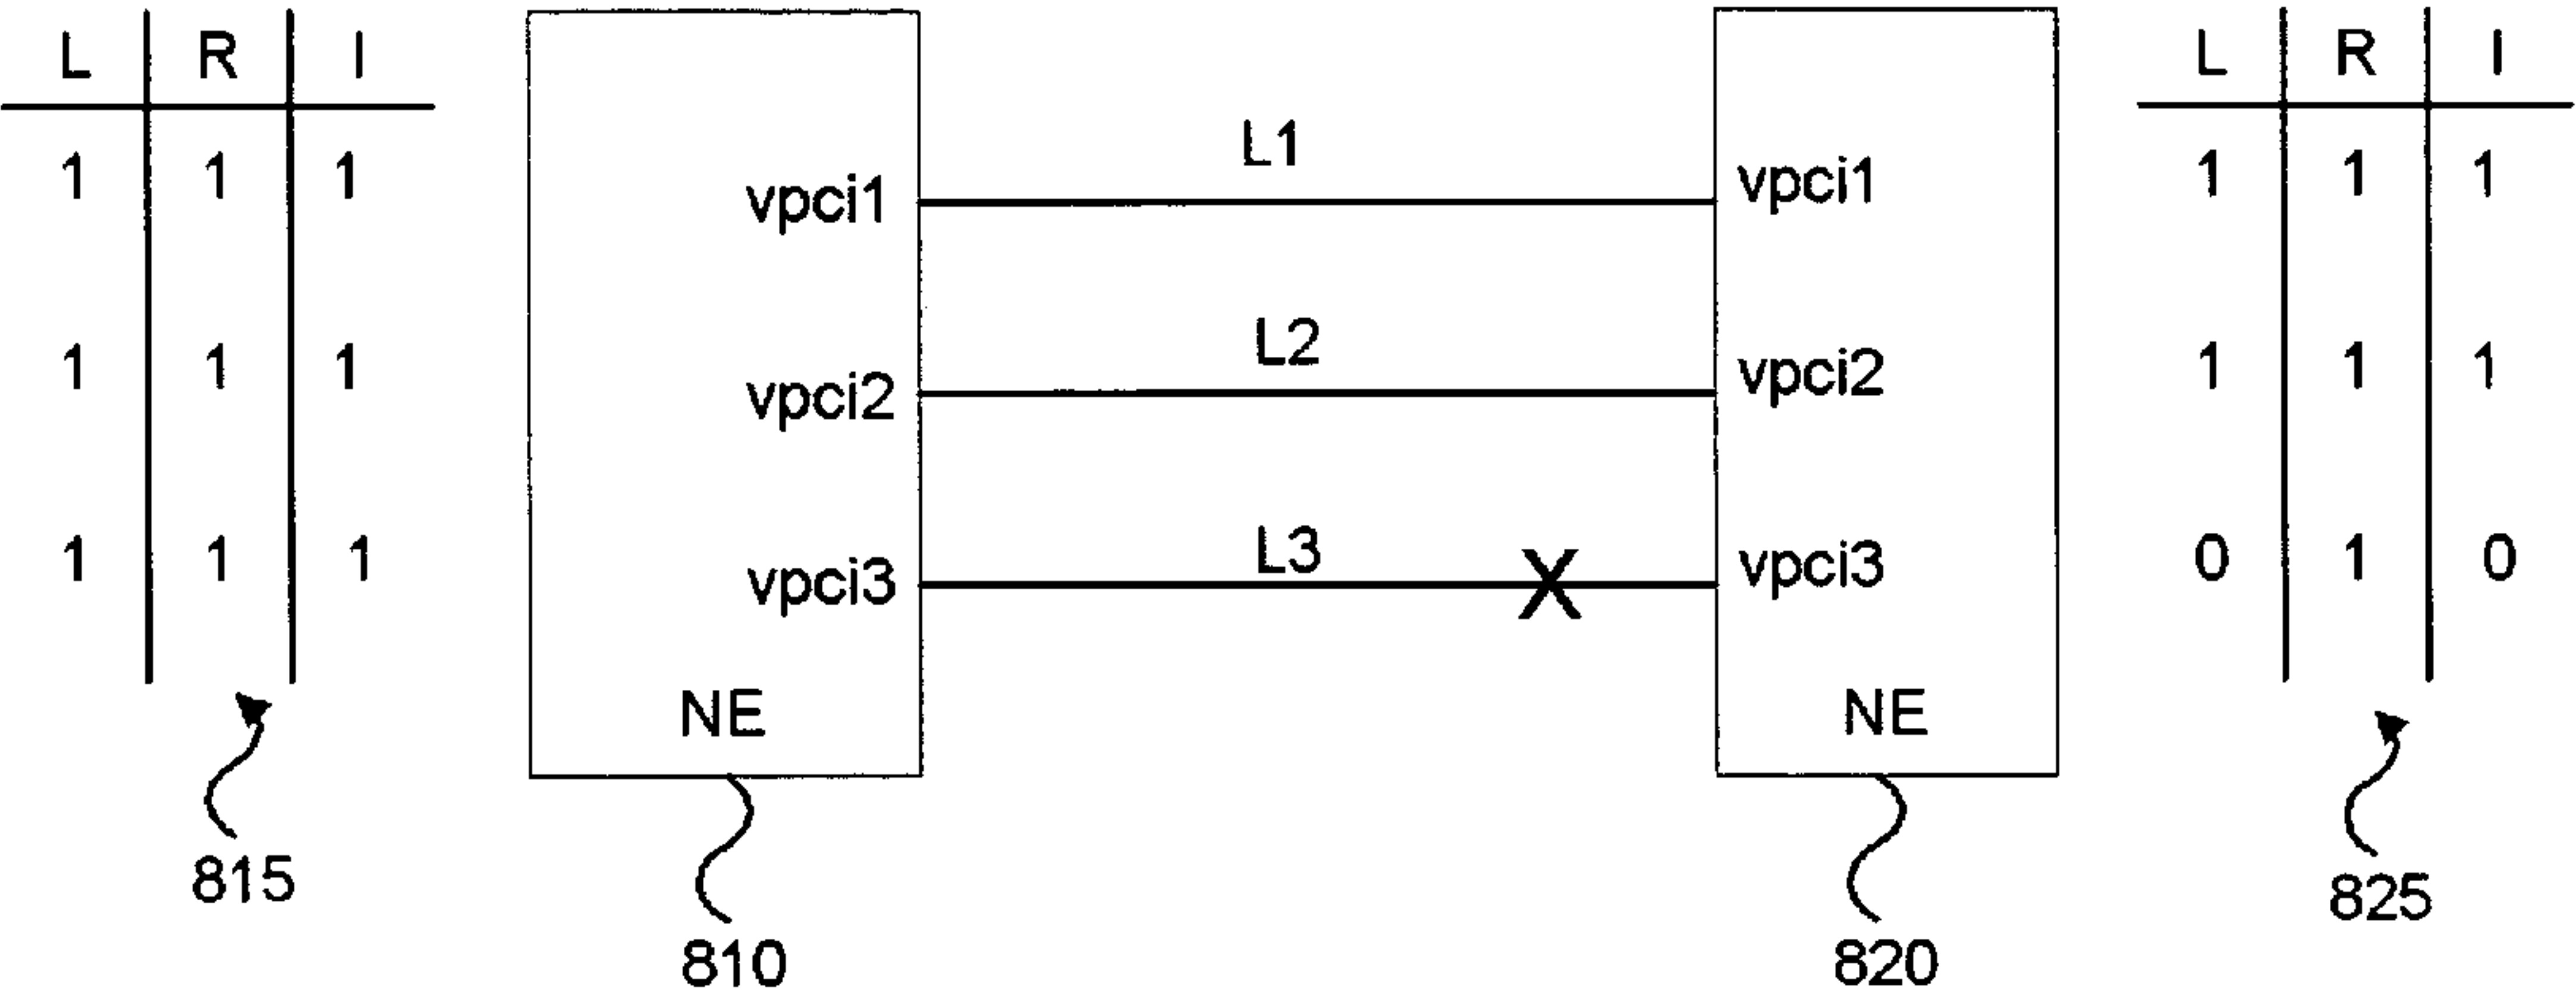 L R I
1 1 1
1 1 1
1 1 1
815
vpci1
vpci2
vpci3
NE
810
L1
L2
L3
X
vpci1
vpci2
vpci3
NE
820
L R I
1 1 1
1 1 1
0 1 0
825